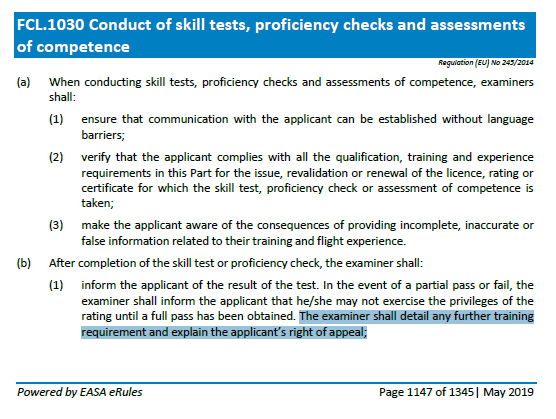 FCL.1030 Conduct of skill tests, proficiency checks and assessments
of competence
Regulation (EU) No 245/2014
(a) When conducting skill tests, proficiency checks and assessments of competence, examiners
shall:
(1) ensure that communication with the applicant can be established without language
barriers;
(2) verify that the applicant complies with all the qualification, training and experience
requirements in this Part for the issue, revalidation or renewal of the licence, rating or
certificate for which the skill test, proficiency check or assessment of competence is
taken;
(3) make the applicant aware of the consequences of providing incomplete, inaccurate or
false information related to their training and flight experience.
(b) After completion of the skill test or proficiency check, the examiner shall:
(1) inform the applicant of the result of the test. In the event of a partial pass or fail, the
examiner shall inform the applicant that he/she may not exercise the privileges of the
rating until a full pass has been obtained. The examiner shall detail any further training
requirement and explain the applicant's right of appeal;
Powered by EASA eRules Page 1147 of 1345| May 2019